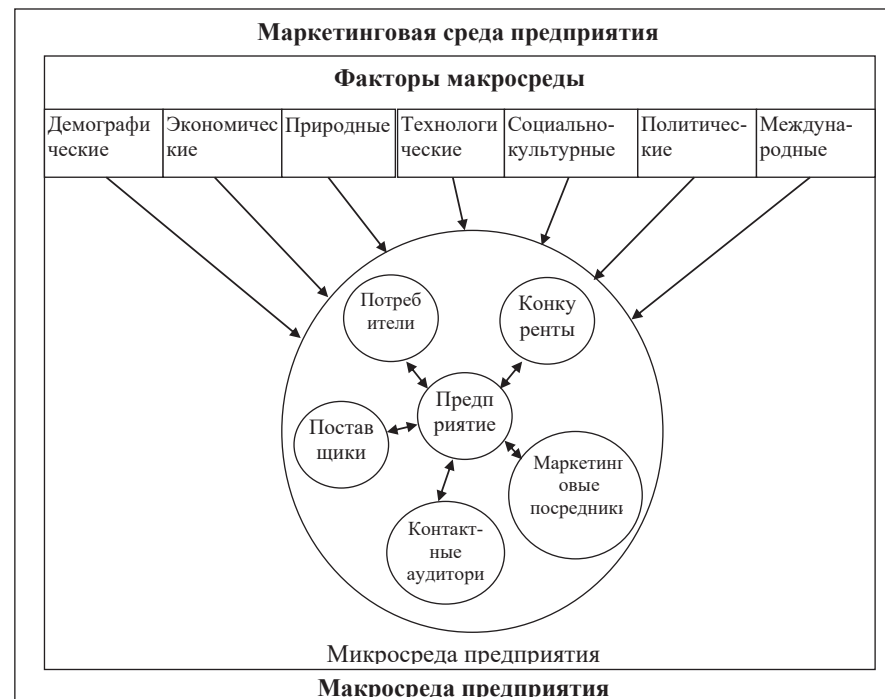 Маркетинговая среда предприятия
Факторы макросреды
Демографи
ческие
Экономичес
кие
Природные
Технологи
ческие
Социально-
культурные
Политичес-
кие
Междуна-
родные
Потреб
ители
Конку
ренты
Предп
риятие
Постав
щики
Маркетинг
овые
посредники
Контакт-
ные
аудитори
Микросреда предприятия
Макросреда предприятия